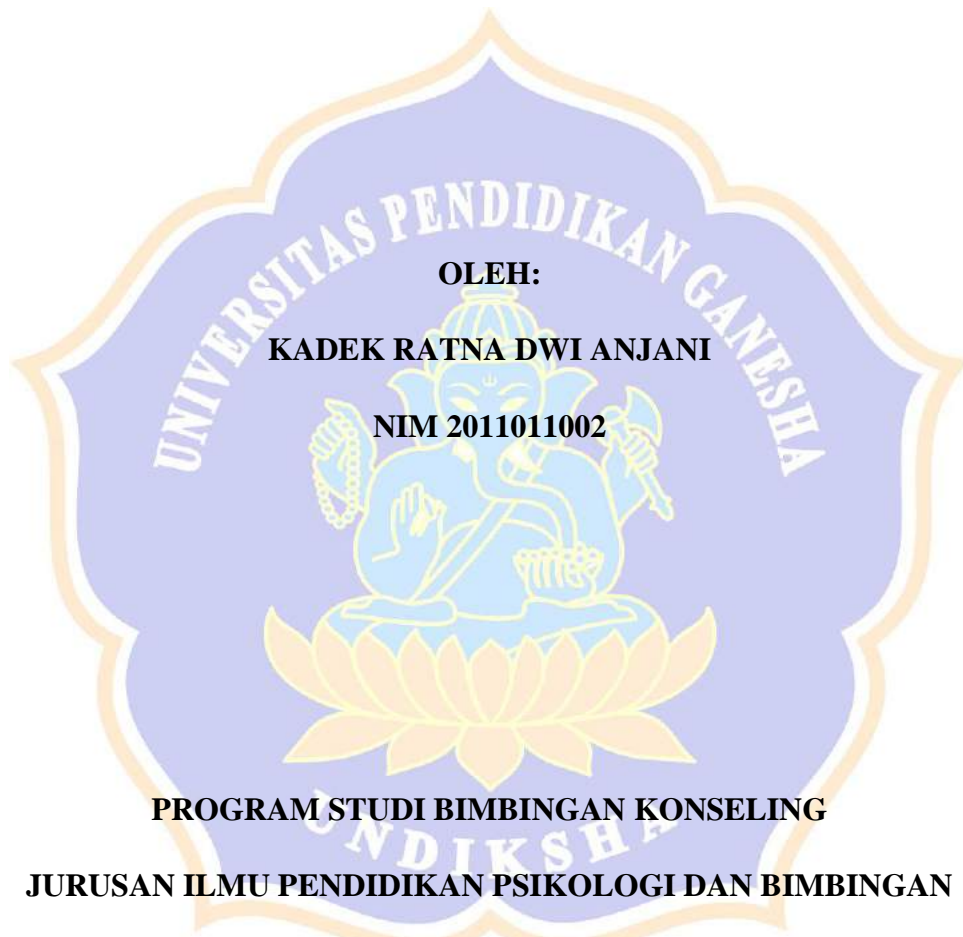 UNIVERSITAS PENDIDIKAN GANESHA
OLEH:
KADEK RATNA DWI ANJANI
NIM 2011011002
PROGRAM STUDI BIMBINGAN KONSELING
UNDIKSHA
JURUSAN ILMU PENDIDIKAN PSIKOLOGI DAN BIMBINGAN